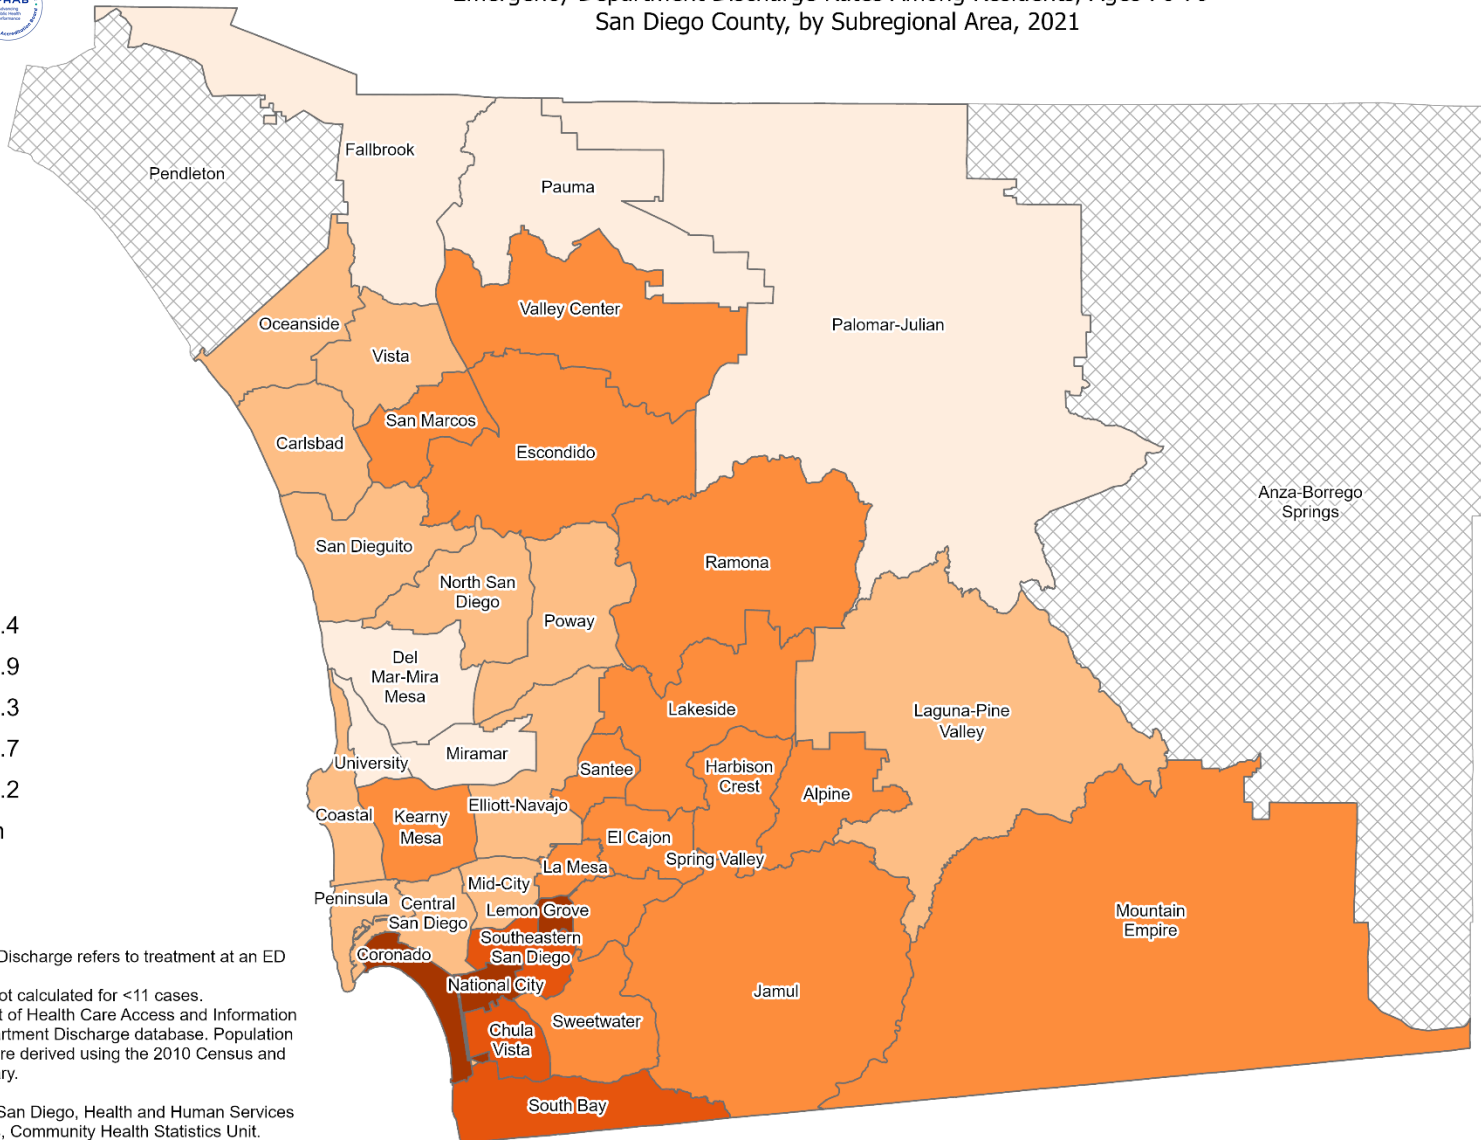 San Diego County, by Subregional Area, 2021
Pendleton
Fallbrook
Pauma
Oceanside
Vista
Valley Center
Palomar-Julian
San Marcos
Carlsbad
Escondido
Anza-Borrego
Springs
San Dieguito
North San
Diego
Ramona
Poway
Del
Mar-Mira
Mesa
Lakeside
Laguna-Pine
Valley
University
Miramar
Santee
Harbison
Crest
Alpine
Coastal
Kearny
Mesa
Elliott-Navajo
El Cajon
Spring Valley
La Mesa
Mid-City
Peninsula
Central
San Diego
Lemon Grove
Mountain
Empire
Southeastern
San Diego
Coronado
National City
Jamul
Sweetwater
Chula
Vista
South Bay
.4
.9
.3
.7
.2
Discharge refers to treatment at an ED
ot calculated for <11 cases.
t of Health Care Access and Information
artment Discharge database. Population
re derived using the 2010 Census and
ry.
San Diego, Health and Human Services
, Community Health Statistics Unit.